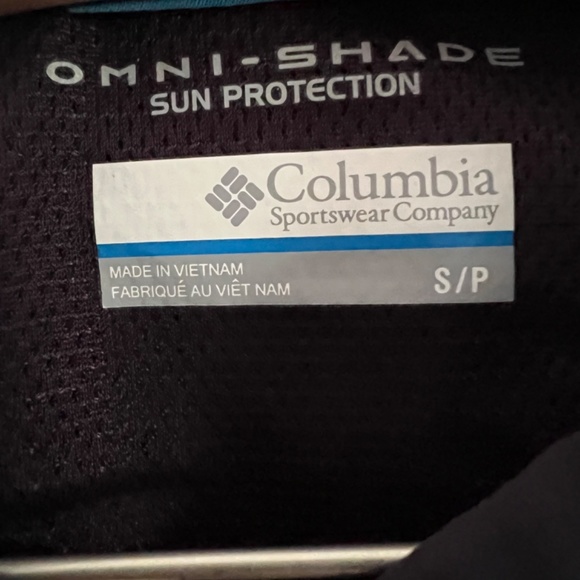 OMNI-SHADE
SUN PROTECTION
Columbia
Sportswear Company
MADE IN VIETNAM
FABRIQUÉ AU VIÊT NAM
S/P